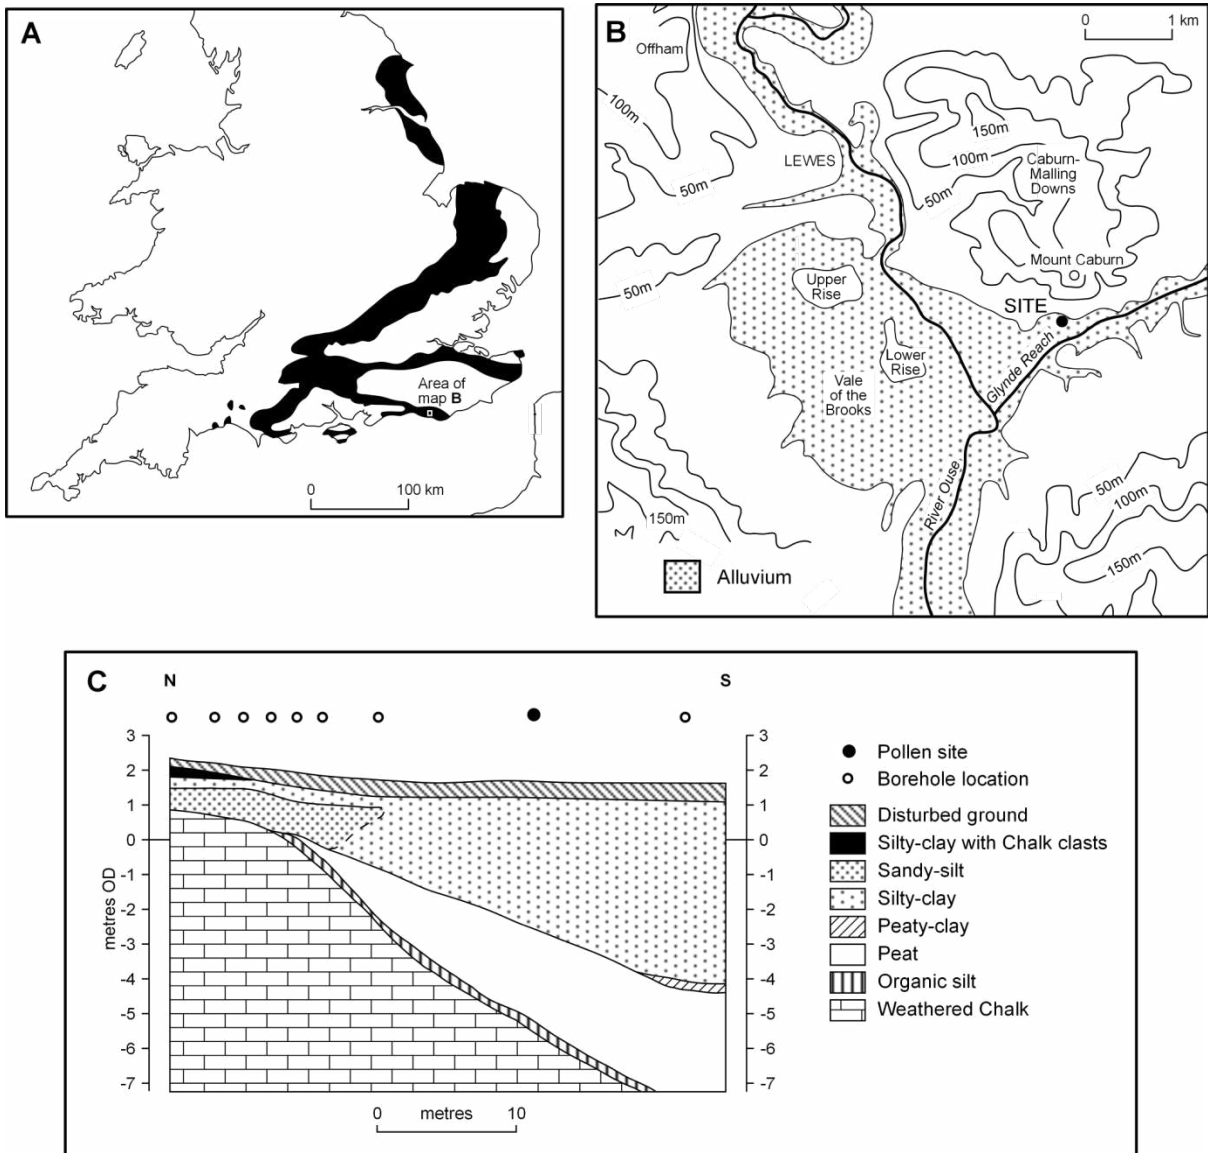 A
Area of
map B
0
100 km
B
0
1 km
Offham
100m
50m
LEWES
50m
150m
100m
50m
Caburn-
Malling
Downs
Mount Caburn
SITE
Upper
Rise
Lower
Rise
Vale
of the
Brooks
Glynde Reach
River Ouse
150m
50m
100m
150m
Alluvium
C
N
S
3
2
1
0
-1
-2
-3
-4
-5
-6
-7
metres OD
3
2
1
0
-1
-2
-3
-4
-5
-6
-7
0
metres
10
Pollen site
Borehole location
Disturbed ground
Silty-clay with Chalk clasts
Sandy-silt
Silty-clay
Peaty-clay
Peat
Organic silt
Weathered Chalk